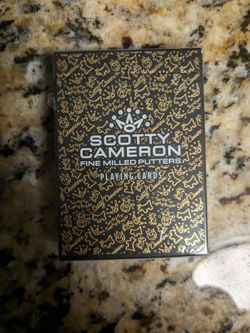 SCOTTY
CAMERON
FINE MILLED PUTTERS
PLAYING CARDS